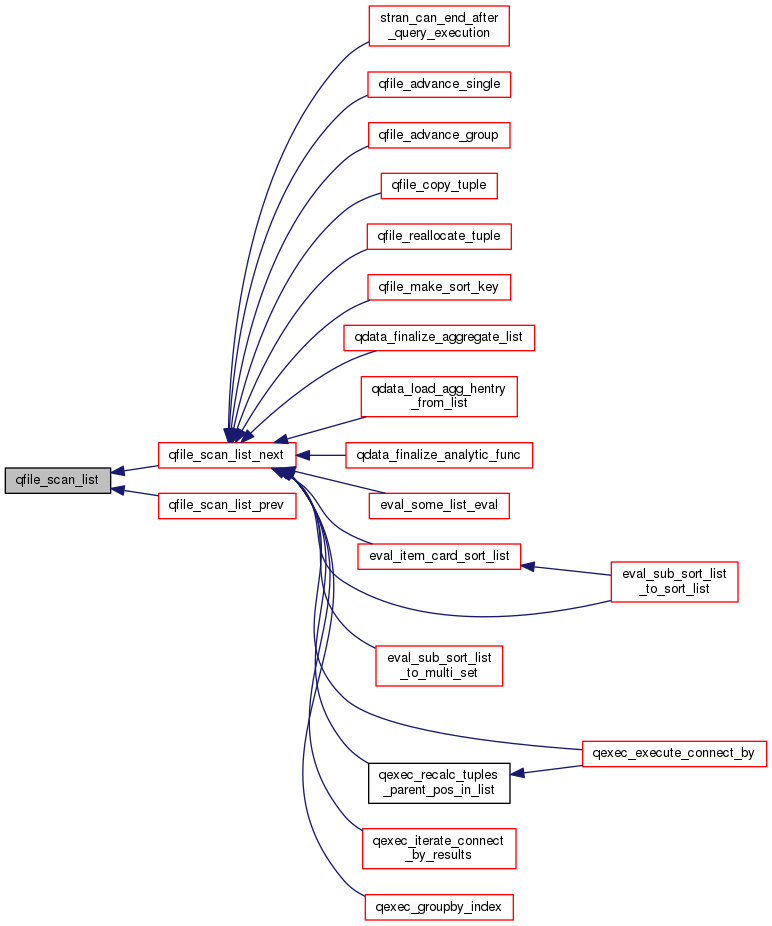 stran_can_end_after
_query_execution
qfile_advance_single
qfile_advance_group
qfile_copy_tuple
qfile_reallocate_tuple
qfile_make_sort_key
qdata_finalize_aggregate_list
qdata_load_agg_hentry
_from_list
qfile_scan_list_next
qdata_finalize_analytic_func
qfile_scan_list
qfile_scan_list_prev
eval_some_list_eval
eval_item_card_sort_list
eval_sub_sort_list
_to_sort_list
eval_sub_sort_list
_to_multi_set
qexec_execute_connect_by
qexec_recalc_tuples
_parent_pos_in_list
qexec_iterate_connect
_by_results
qexec_groupby_index